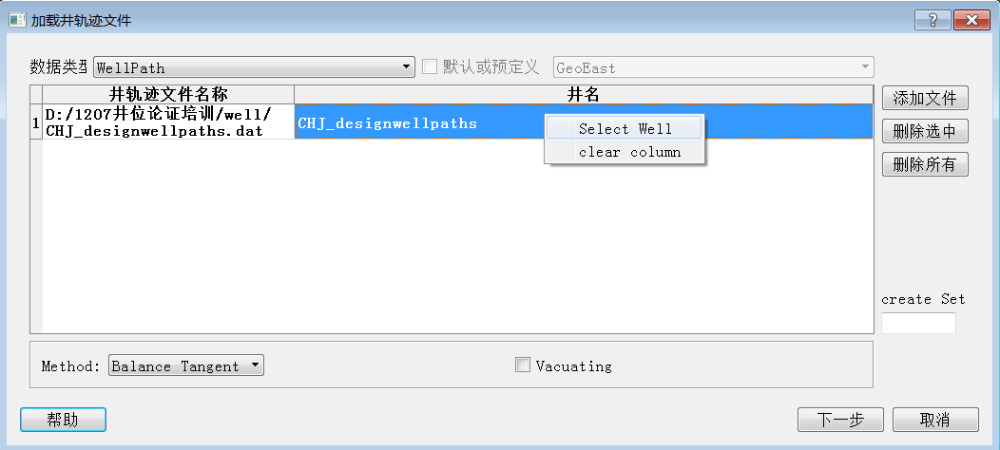 加载井轨迹文件
数据类型 WellPath 默认或预定义 GeoEast
井轨迹文件名称 井名
添加文件
1 D:/1207井位论证培训/well/
CHJ_designwellpaths.dat
CHJ_designwellpaths
Select Well
clear column
删除选中
删除所有
create Set
Method: Balance Tangent Vacuating
帮助 下一步 取消